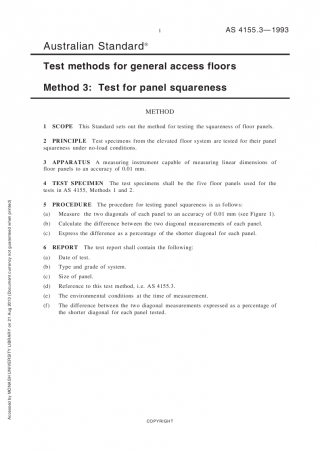 1
AS 4155.3—1993
Australian Standard®
Test methods for general access floors
Method 3: Test for panel squareness
METHOD
1 SCOPE This Standard sets out the method for testing the squareness of floor panels.
2 PRINCIPLE Test specimens from the elevated floor system are tested for their panel
squareness under no-load conditions.
3 APPARATUS A measuring instrument capable of measuring linear dimensions of
floor panels to an accuracy of 0.01 mm.
4 TEST SPECIMEN The test specimens shall be the five floor panels used for the
tests in AS 4155, Methods 1 and 2.
5 PROCEDURE The procedure for testing panel squareness is as follows:
(a) Measure the two diagonals of each panel to an accuracy of 0.01 mm (see Figure 1).
(b) Calculate the difference between the two diagonal measurements of each panel.
(c) Express the difference as a percentage of the shorter diagonal for each panel.
6 REPORT The test report shall contain the following:
(a) Date of test.
(b) Type and grade of system.
(c) Size of panel.
(d) Reference to this test method, i.e. AS 4155.3.
(e) The environmental conditions at the time of measurement.
(f) The difference between the two diagonal measurements expressed as a percentage of
the shorter diagonal for each panel tested.
Accessed by MONASH UNIVERSITY LIBRARY on 21 Aug 2013 (Document currency not guaranteed when printed)
COPYRIGHT